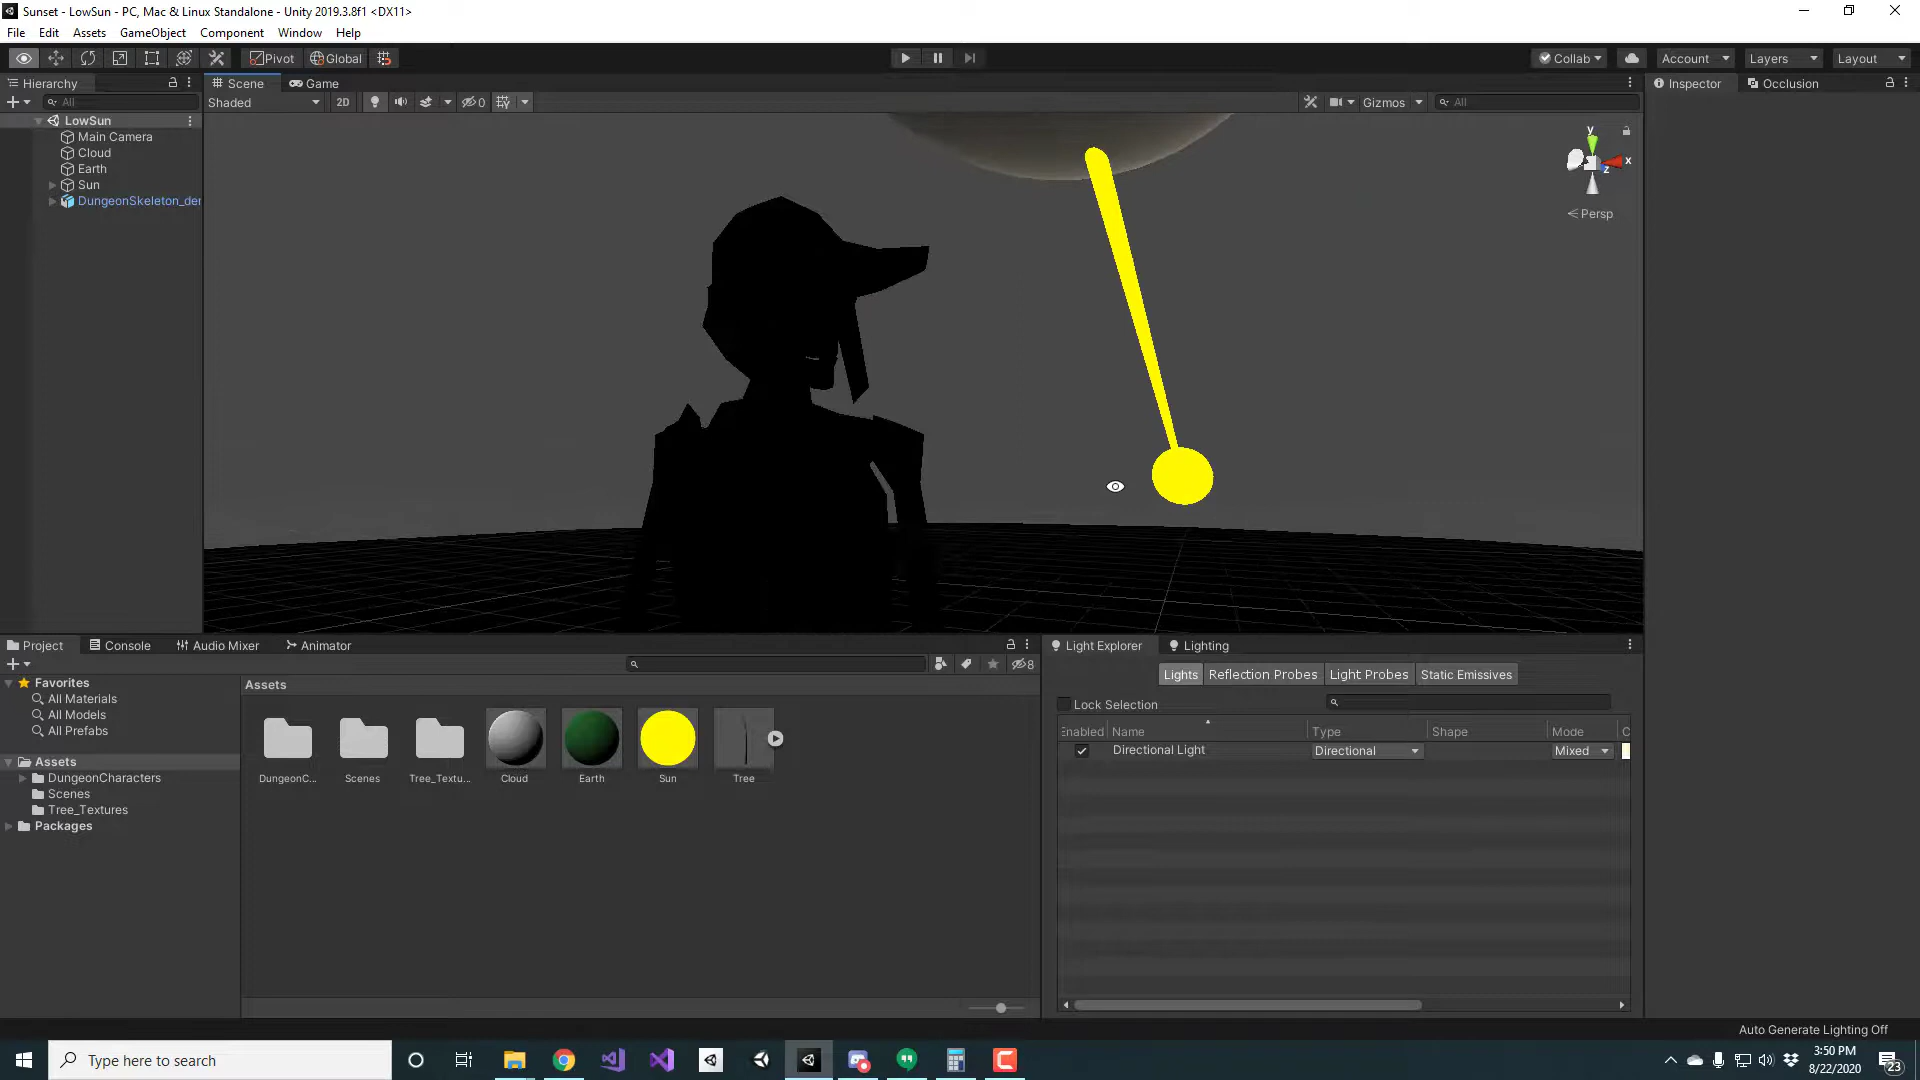 Sunset - LowSun - PC, Mac & Linux Standalone - Unity 2019.3.8f1 <DX11>
File Edit Assets GameObject Component Window Help
Pivot Global Collab Account Layers Layout
Hierarchy Scene Game Inspector Occlusion
All Shaded 2D 0 Gizmos All
LowSun
Main Camera
Cloud
Earth
Sun
DungeonSkeleton_der
y
x
z
Persp
Project Console Audio Mixer Animator
8
Favorites
All Materials
All Models
All Prefabs
Assets
DungeonCharacters
Scenes
Tree_Textures
Packages
Assets
DungeonC...
Scenes
Tree_Textu...
Cloud
Earth
Sun
Tree
Light Explorer Lighting
Lights Reflection Probes Light Probes Static Emissives
Lock Selection
Enabled Name Type Shape Mode C
Directional Light Directional Mixed
Auto Generate Lighting Off
Type here to search
3:50 PM
8/22/2020
23